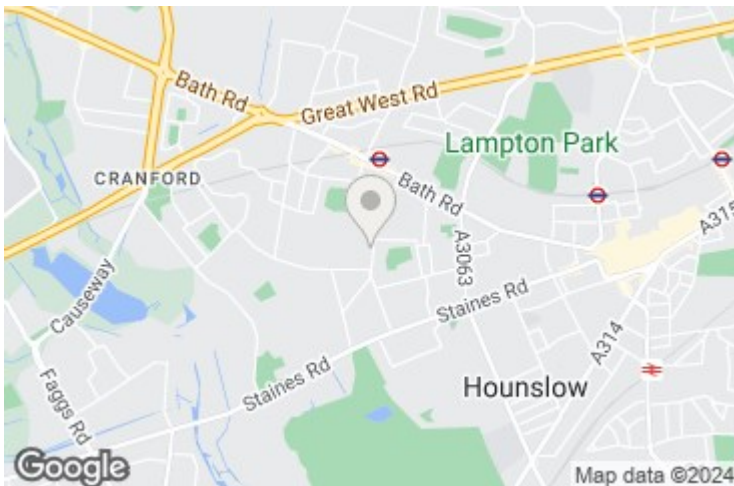 Bath Rd
Great West Rd
Lampton Park
CRANFORD
Bath Rd
A315
A3063
Causeway
Staines Rd
A314
Staines Rd
Hounslow
Faggs Rd
Google
Map data ©2024